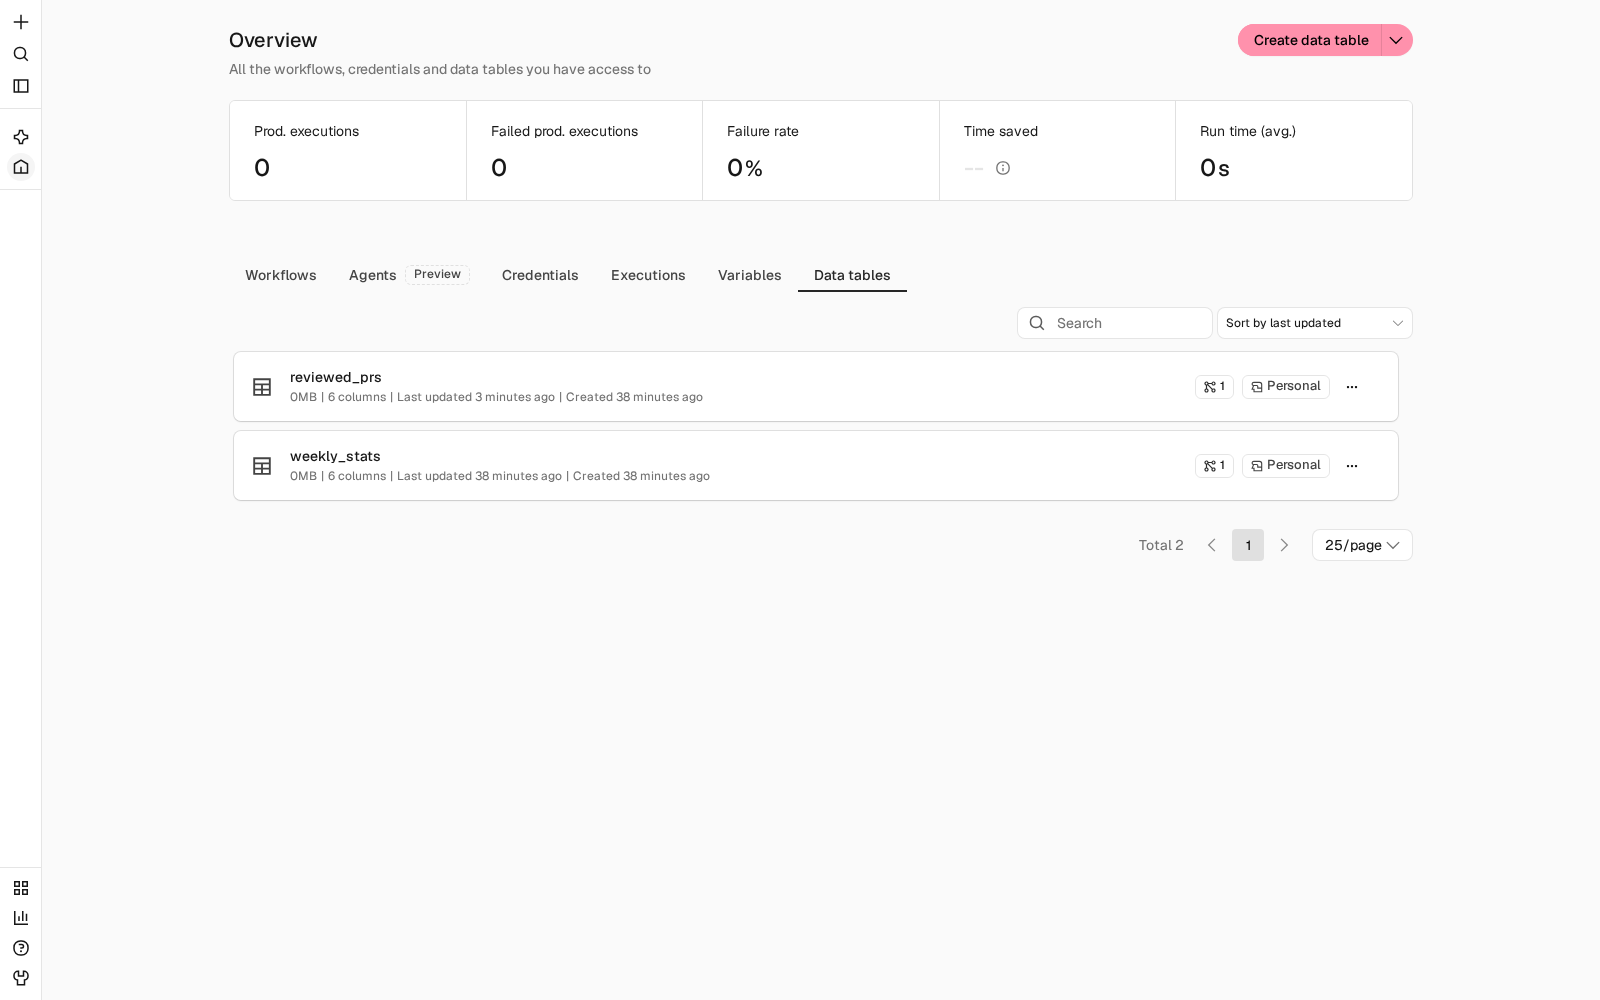 Overview
Create data table
All the workflows, credentials and data tables you have access to
Prod. executions
0
Failed prod. executions
0
Failure rate
0%
Time saved
--
Run time (avg.)
0s
Workflows
Agents
Preview
Credentials
Executions
Variables
Data tables
Search
Sort by last updated
reviewed_prs
0MB | 6 columns | Last updated 3 minutes ago | Created 38 minutes ago
1
Personal
weekly_stats
0MB | 6 columns | Last updated 38 minutes ago | Created 38 minutes ago
1
Personal
Total 2
1
25/page